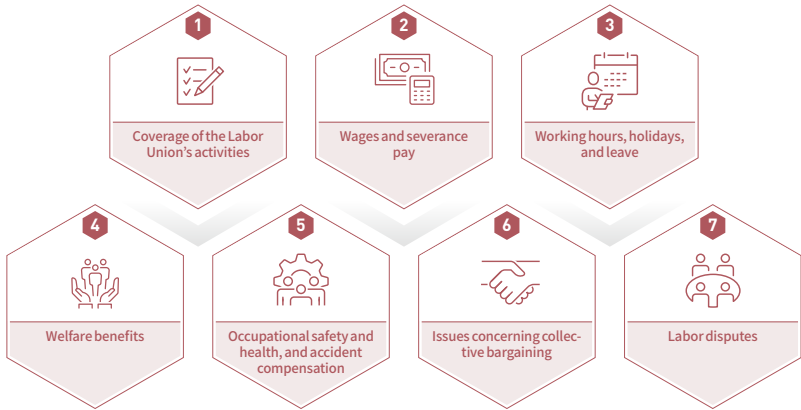 1
Coverage of the Labor
Union's activities
2
Wages and severance
pay
3
Working hours, holidays,
and leave
4
Welfare benefits
5
Occupational safety and
health, and accident
compensation
6
Issues concerning collec-
tive bargaining
7
Labor disputes